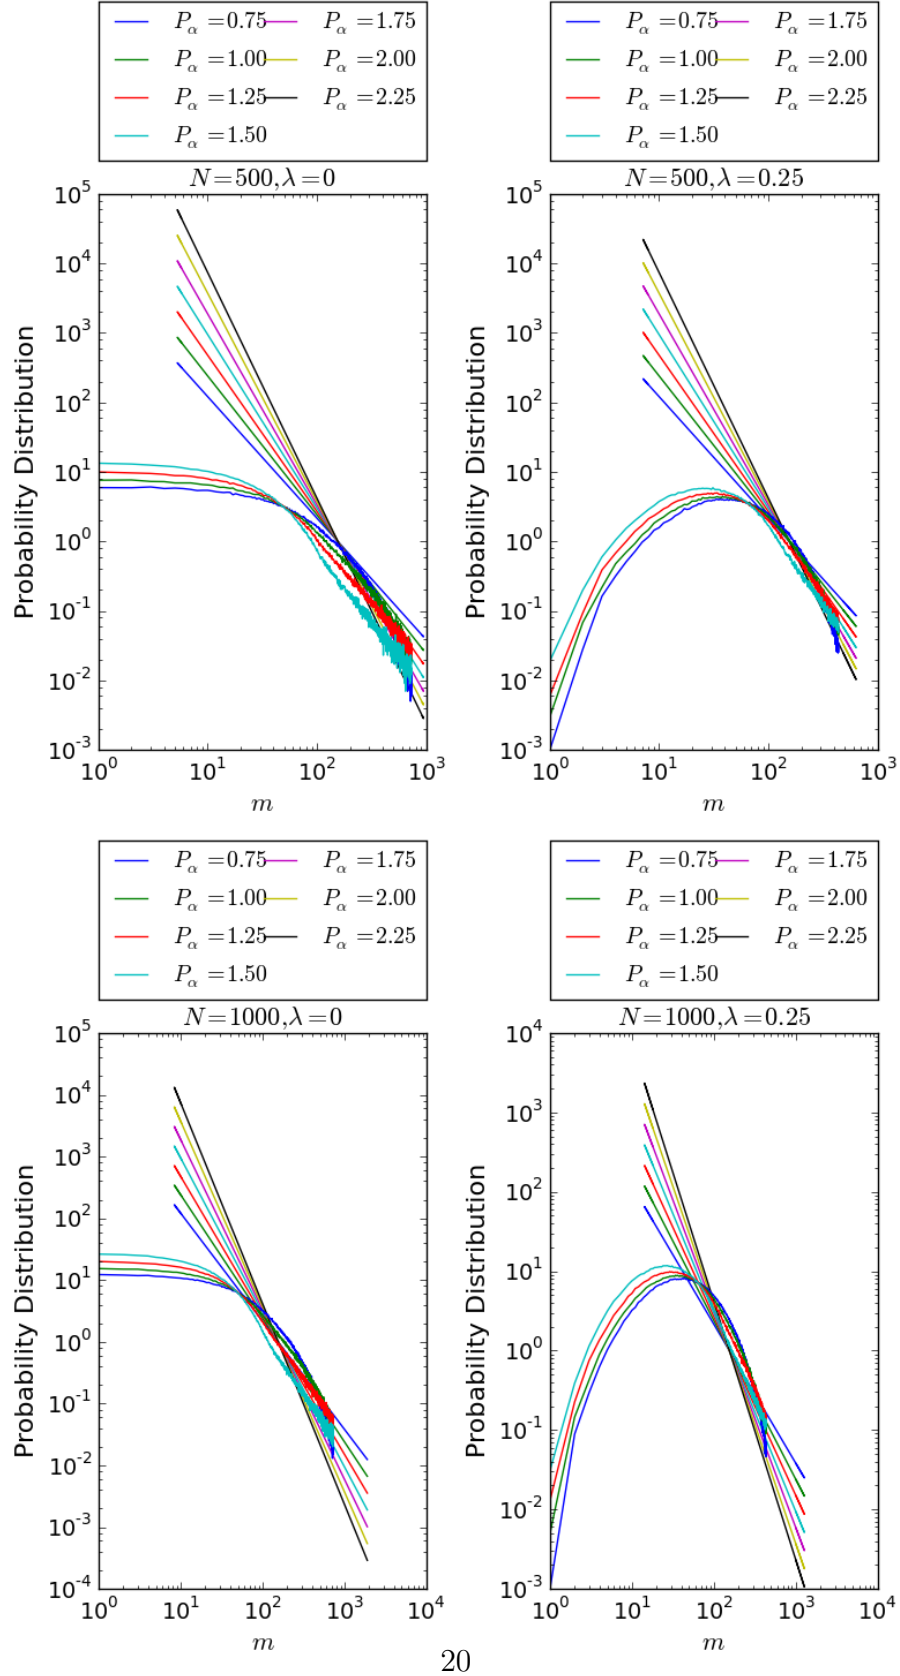 P_α =0.75 P_α =1.75
P_α =1.00 P_α =2.00
P_α =1.25 P_α =2.25
P_α =1.50
N=500,λ=0
10^5
10^4
10^3
10^2
10^1
10^0
10^-1
10^-2
10^-3
Probability Distribution
10^0 10^1 10^2 10^3
m
P_α =0.75 P_α =1.75
P_α =1.00 P_α =2.00
P_α =1.25 P_α =2.25
P_α =1.50
N=500,λ=0.25
10^5
10^4
10^3
10^2
10^1
10^0
10^-1
10^-2
10^-3
Probability Distribution
10^0 10^1 10^2 10^3
m
P_α =0.75 P_α =1.75
P_α =1.00 P_α =2.00
P_α =1.25 P_α =2.25
P_α =1.50
N=1000,λ=0
10^5
10^4
10^3
10^2
10^1
10^0
10^-1
10^-2
10^-3
10^-4
Probability Distribution
10^0 10^1 10^2 10^3 10^4
m
P_α =0.75 P_α =1.75
P_α =1.00 P_α =2.00
P_α =1.25 P_α =2.25
P_α =1.50
N=1000,λ=0.25
10^4
10^3
10^2
10^1
10^0
10^-1
10^-2
10^-3
Probability Distribution
10^0 10^1 10^2 10^3 10^4
m
20